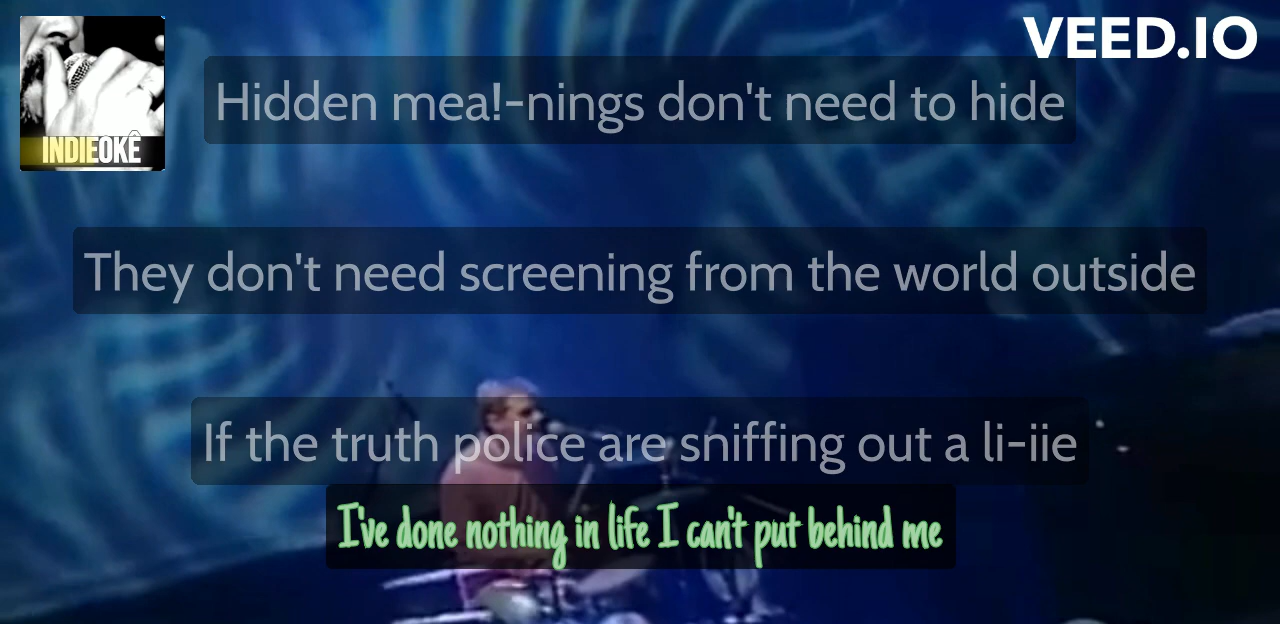 VEED.IO
INDIEOKÊ
Hidden mea!-nings don't need to hide
They don't need screening from the world outside
If the truth police are sniffing out a li-iie
I've done nothing in life I can't put behind me